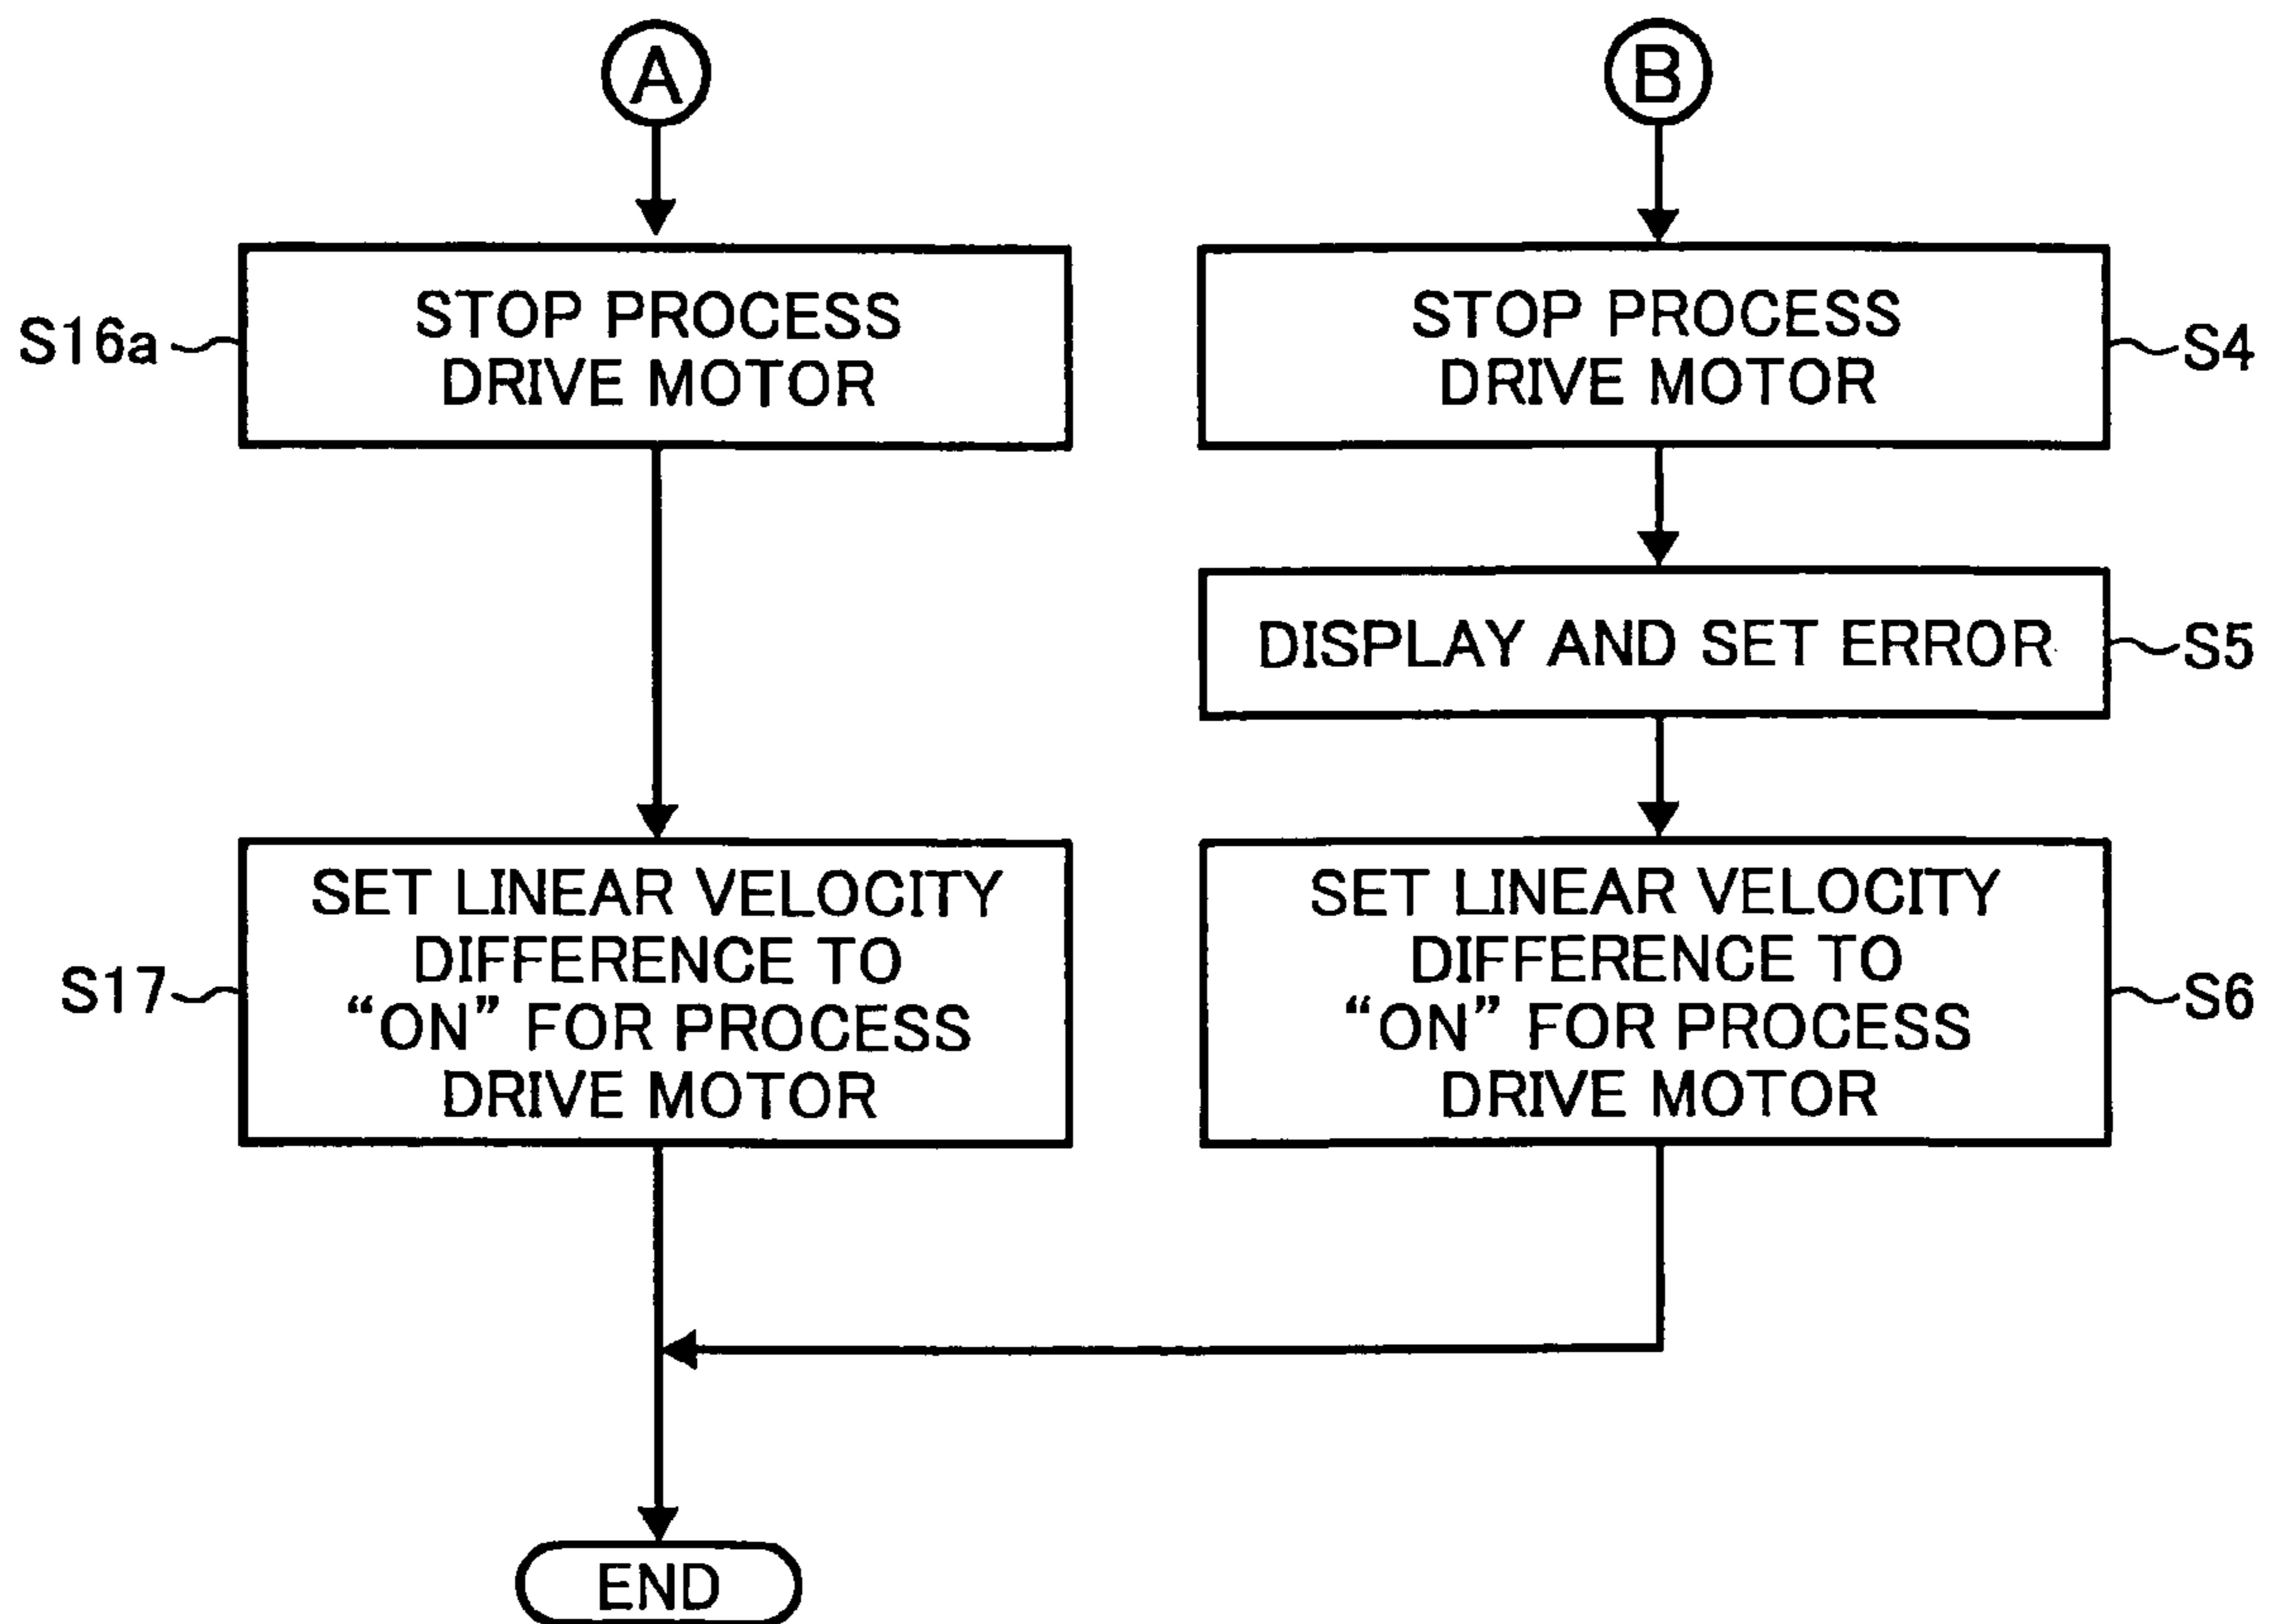 A
B
STOP PROCESS
DRIVE MOTOR
S16a
STOP PROCESS
DRIVE MOTOR
S4
DISPLAY AND SET ERROR
S5
SET LINEAR VELOCITY
DIFFERENCE TO
“ON” FOR PROCESS
DRIVE MOTOR
S17
SET LINEAR VELOCITY
DIFFERENCE TO
“ON” FOR PROCESS
DRIVE MOTOR
S6
END